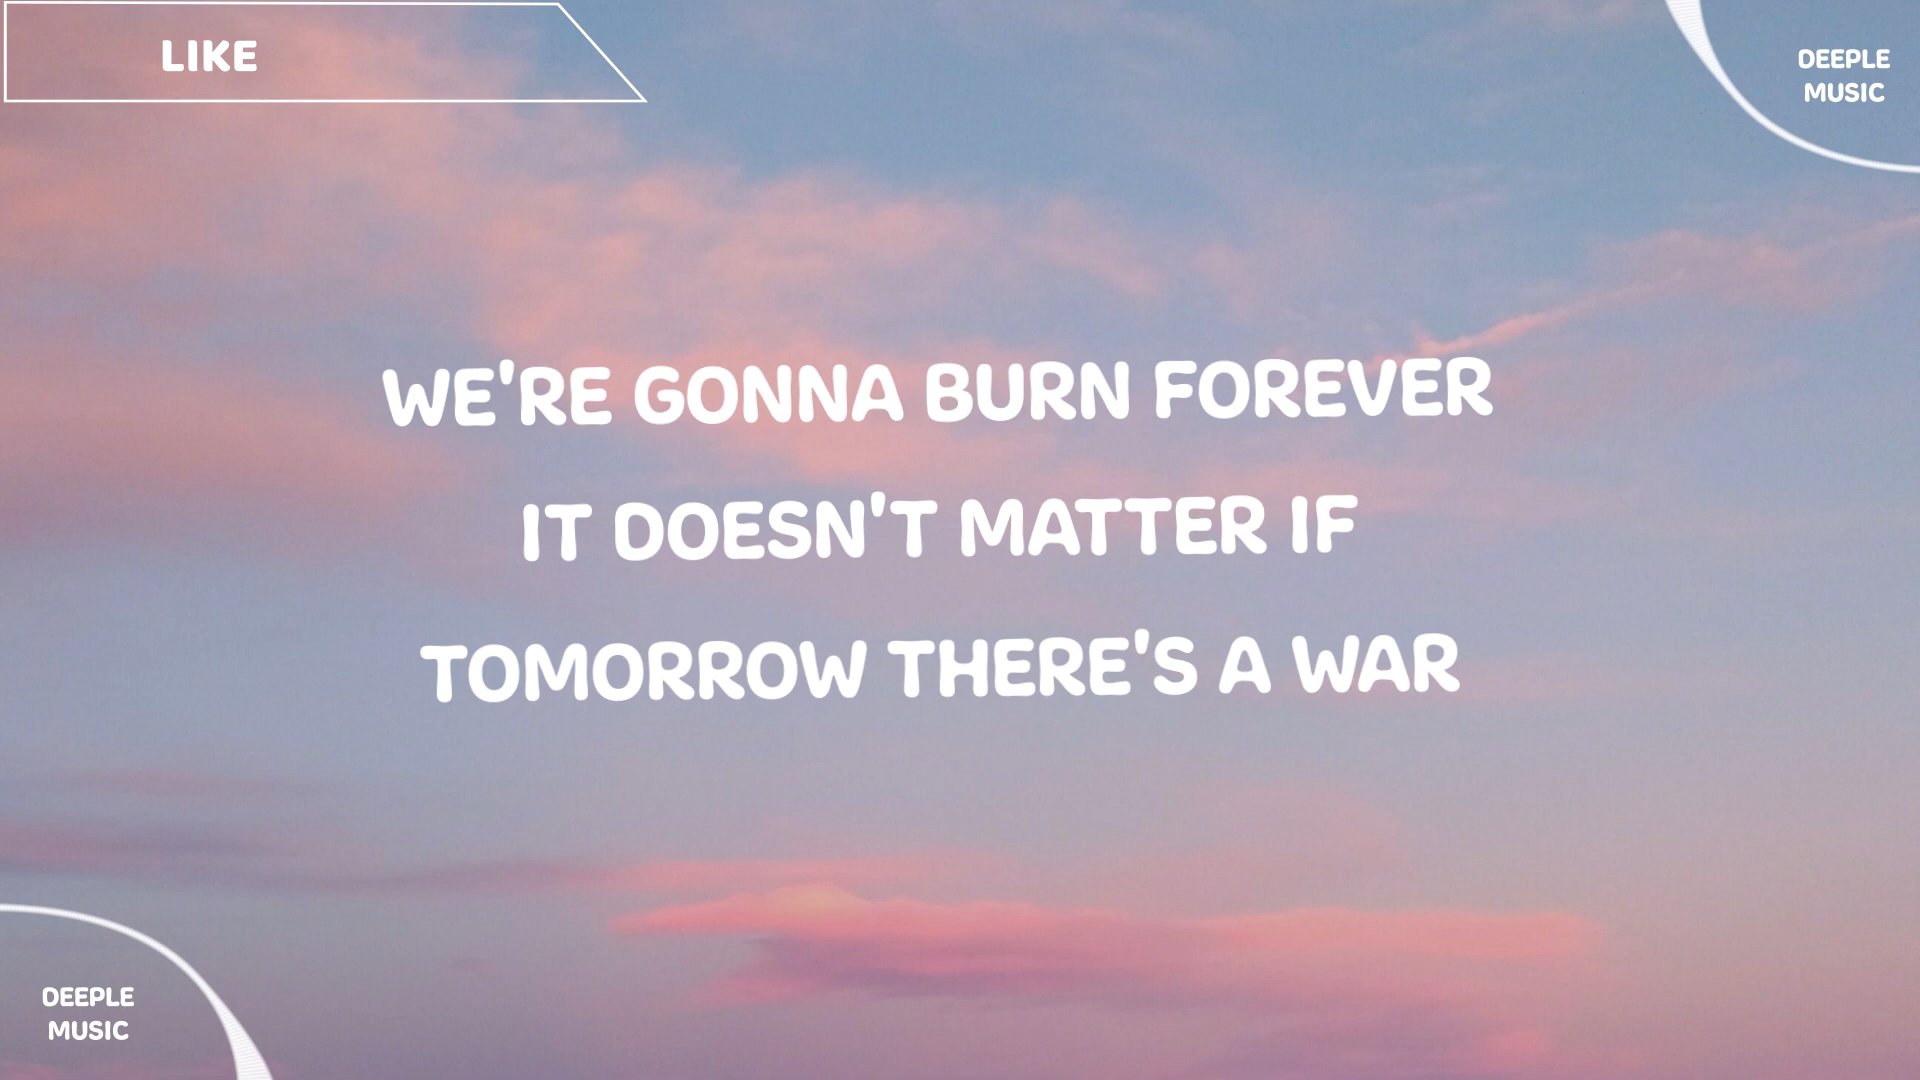 LIKE
DEEPLE
MUSIC
WE'RE GONNA BURN FOREVER
IT DOESN'T MATTER IF
TOMORROW THERE'S A WAR
DEEPLE
MUSIC